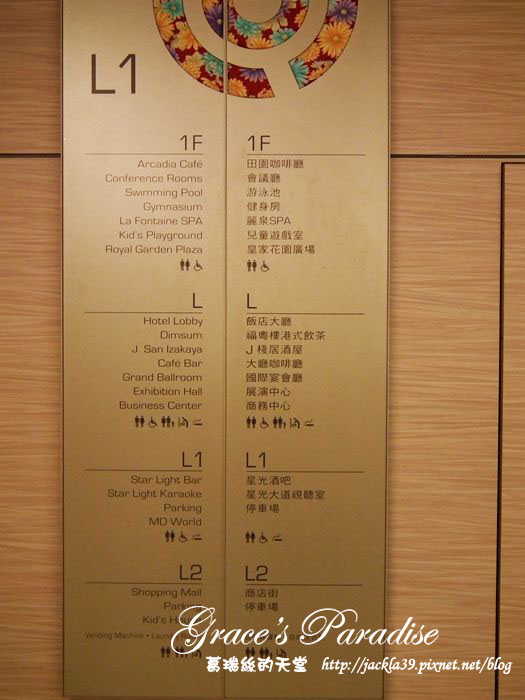 L1
1F
Arcadia Café
Conference Rooms
Swimming Pool
Gymnasium
La Fontaine SPA
Kid's Playground
Royal Garden Plaza
1F
田園咖啡廳
會議廳
游泳池
健身房
麗泉SPA
兒童遊戲室
皇家花園廣場
L
Hotel Lobby
Dimsum
J San Izakaya
Café Bar
Grand Ballroom
Exhibition Hall
Business Center
L
飯店大廳
福粵樓港式飲茶
J 棧居酒屋
大廳咖啡廳
國際宴會廳
展演中心
商務中心
L1
Star Light Bar
Star Light Karaoke
Parking
MD World
L1
星光酒吧
星光大道視聽室
停車場
L2
Shopping Mall
Parking
Kid's
Vending Machine •
L2
商店街
停車場
Grace's Paradise
葛瑞絲的天堂 http://jackla39.pixnet.net/blog